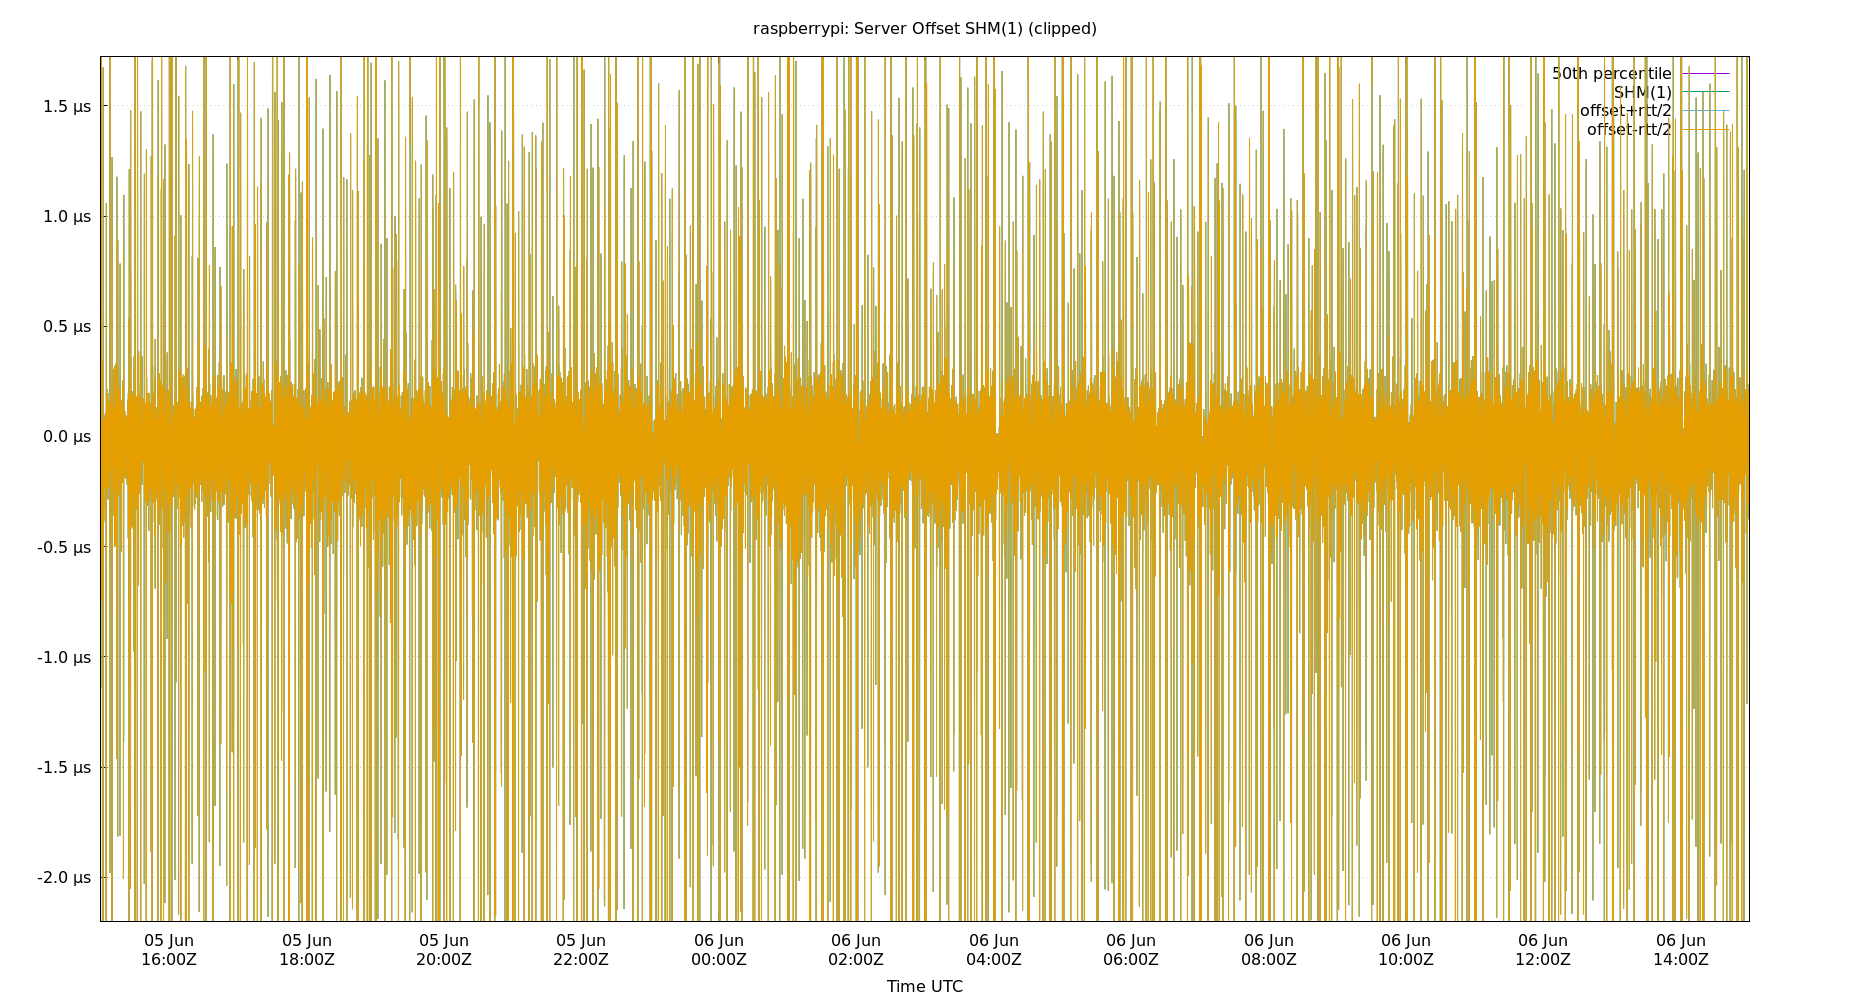 raspberrypi: Server Offset SHM(1) (clipped)
50th percentile
SHM(1)
offset+rtt/2
offset-rtt/2
1.5 µs
1.0 µs
0.5 µs
0.0 µs
-0.5 µs
-1.0 µs
-1.5 µs
-2.0 µs
05 Jun 05 Jun 05 Jun 05 Jun 06 Jun 06 Jun 06 Jun 06 Jun 06 Jun 06 Jun 06 Jun 06 Jun
16:00Z 18:00Z 20:00Z 22:00Z 00:00Z 02:00Z 04:00Z 06:00Z 08:00Z 10:00Z 12:00Z 14:00Z
Time UTC